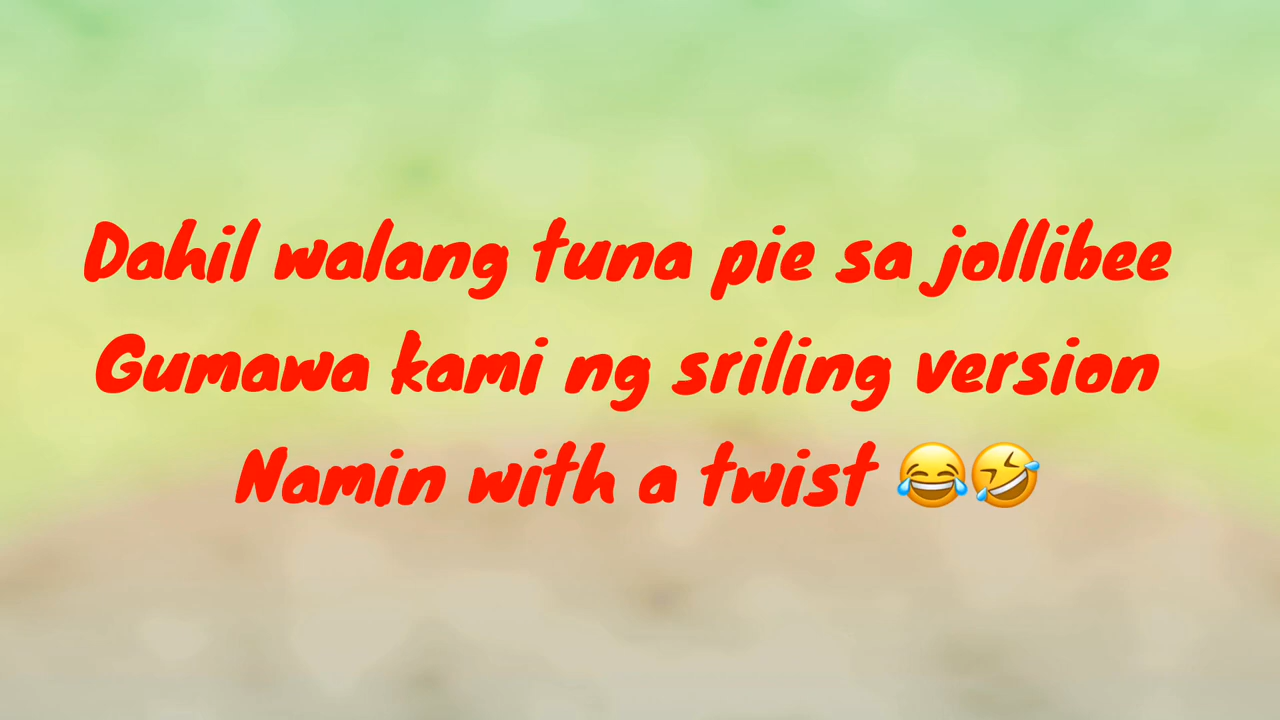 Dahil walang tuna pie sa jollibee
Gumawa kami ng sriling version
Namin with a twist 😂🤣